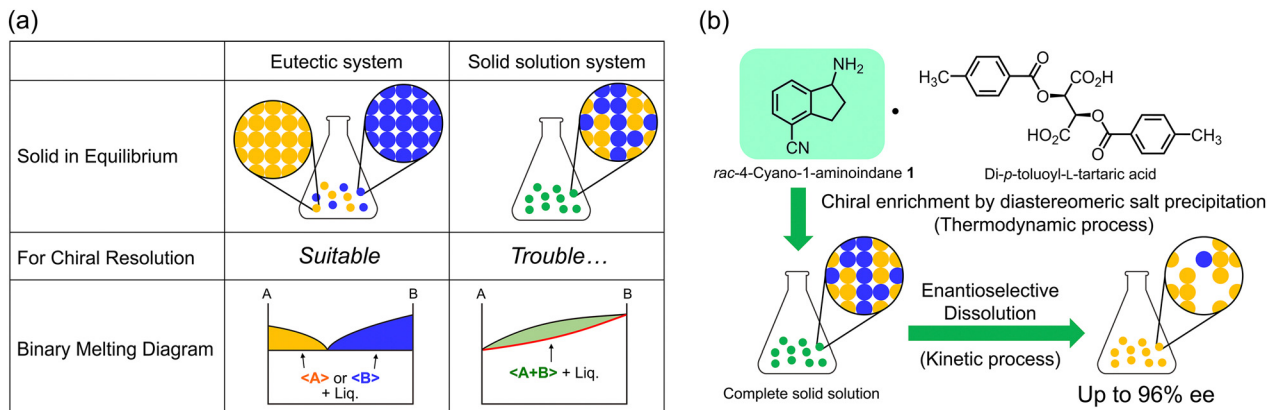 (a)
Eutectic system
Solid solution system
Solid in Equilibrium
For Chiral Resolution
Suitable
Trouble…
Binary Melting Diagram
A
B
<A> or <B>
+ Liq.
A
B
<A+B> + Liq.
(b)
NH₂
CN
rac-4-Cyano-1-aminoindane 1
•
H₃C
O
O
CO₂H
HO₂C
O
O
CH₃
Di-p-toluoyl-L-tartaric acid
Chiral enrichment by diastereomeric salt precipitation
(Thermodynamic process)
Complete solid solution
Enantioselective
Dissolution
(Kinetic process)
Up to 96% ee